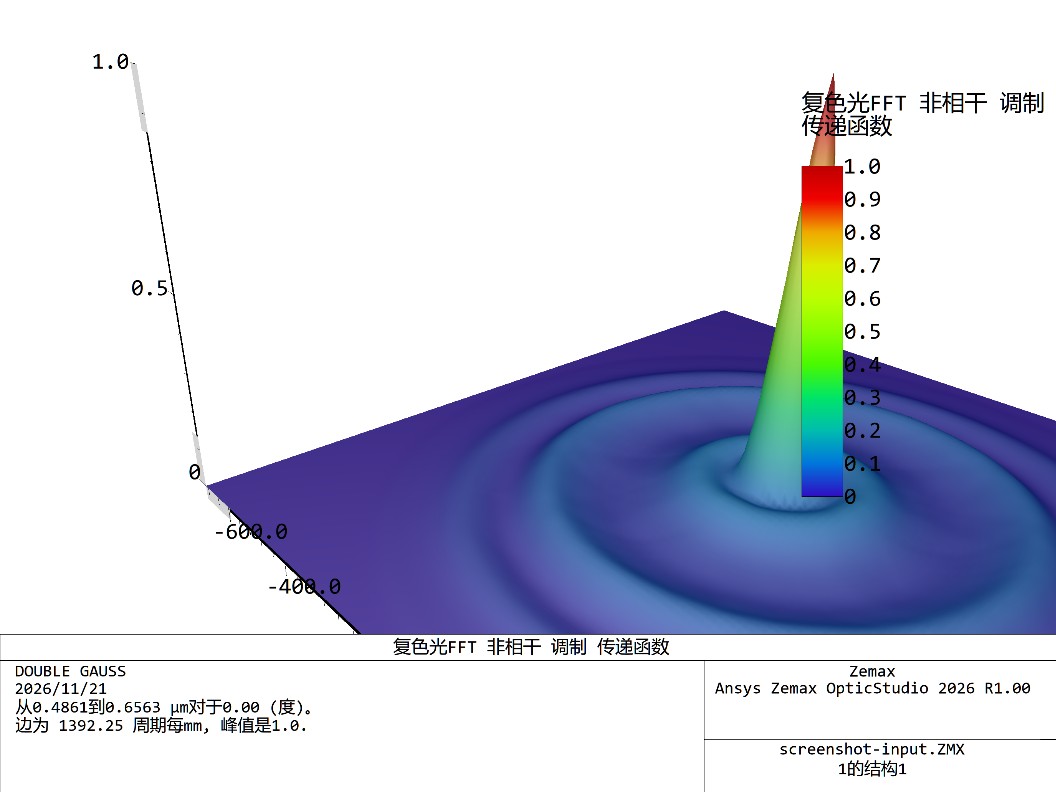 1.0
复色光FFT 非相干 调制
传递函数
1.0
0.9
0.8
0.7
0.6
0.5
0.4
0.3
0.2
0.1
0
0.5
0
-600.0
-400.0
复色光FFT 非相干 调制 传递函数
DOUBLE GAUSS
2026/11/21
从0.4861到0.6563 µm对于0.00 (度)。
边为 1392.25 周期每mm, 峰值是1.0.
Zemax
Ansys Zemax OpticStudio 2026 R1.00
screenshot-input.ZMX
1的结构1